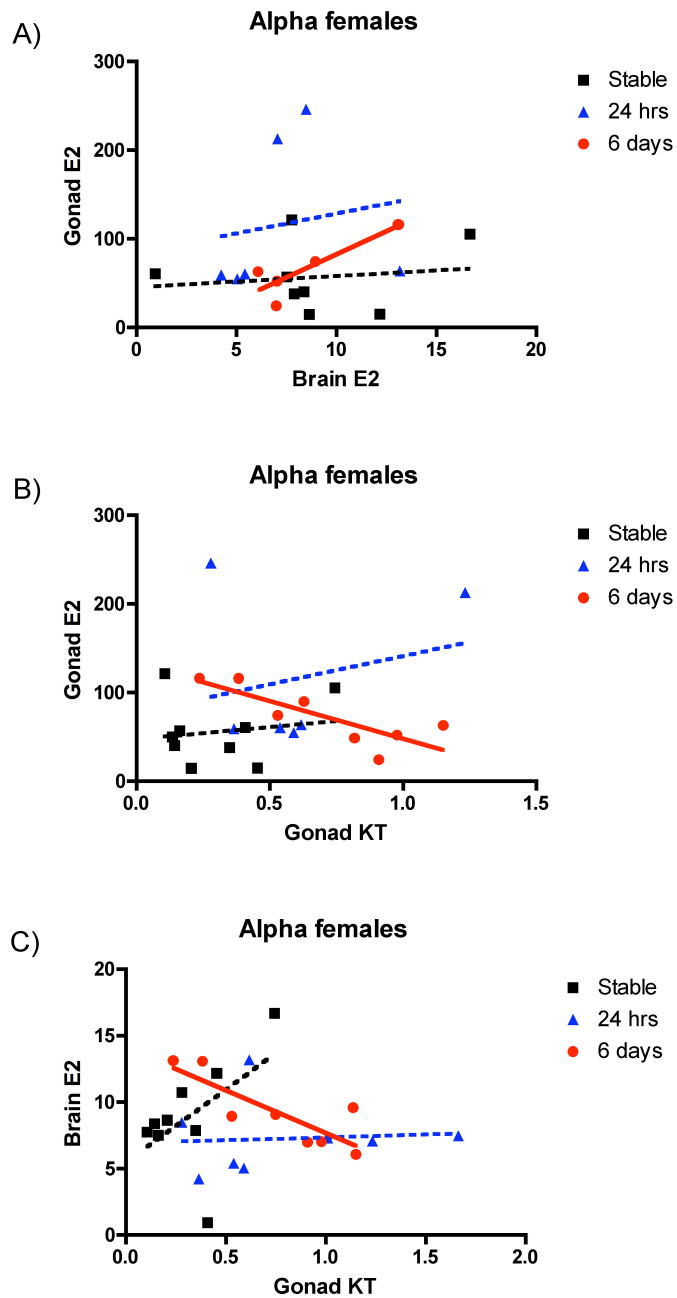 Alpha females
A)
300
200
100
0
Gonad E2
0 5 10 15 20
Brain E2
Stable
24 hrs
6 days
Alpha females
B)
300
200
100
0
Gonad E2
0.0 0.5 1.0 1.5
Gonad KT
Stable
24 hrs
6 days
Alpha females
C)
20
15
10
5
0
Brain E2
0.0 0.5 1.0 1.5 2.0
Gonad KT
Stable
24 hrs
6 days